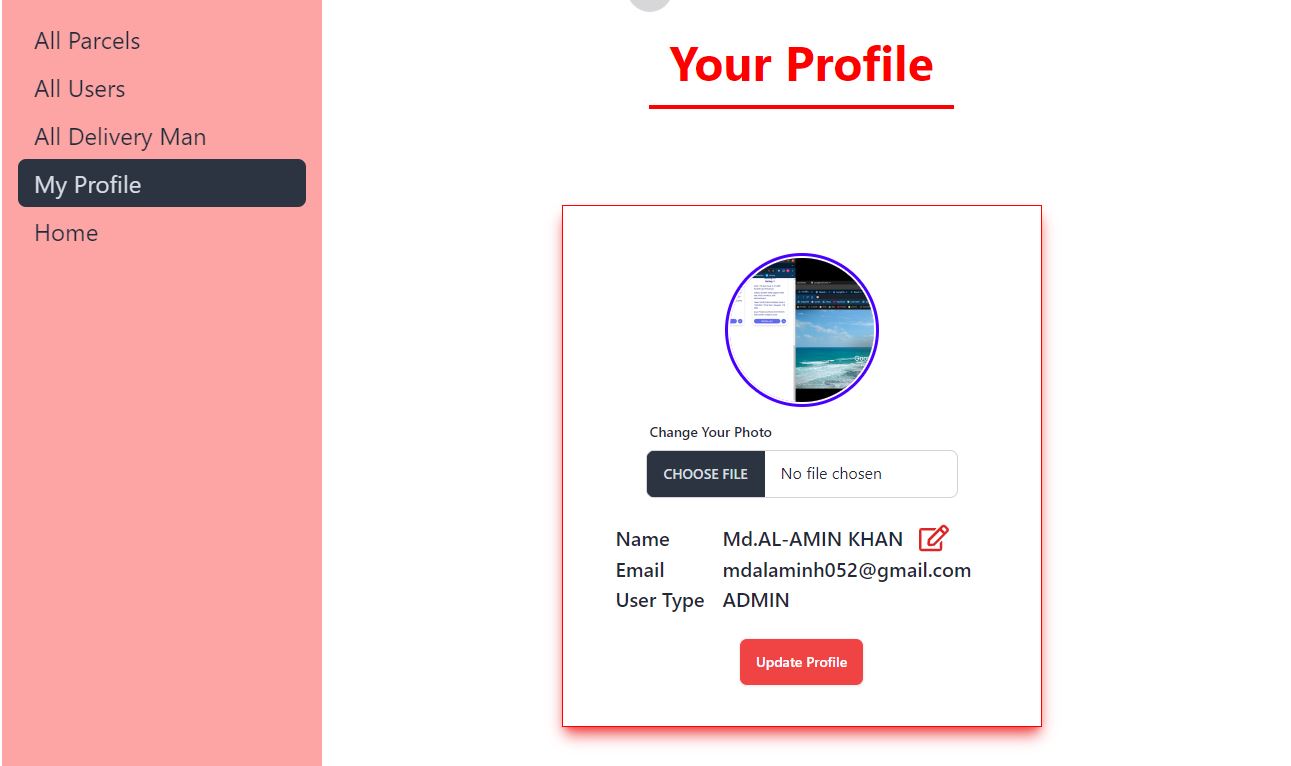 All Parcels
All Users
All Delivery Man
My Profile
Home
Your Profile
Change Your Photo
CHOOSE FILE No file chosen
Name Md.AL-AMIN KHAN
Email mdalaminh052@gmail.com
User Type ADMIN
Update Profile